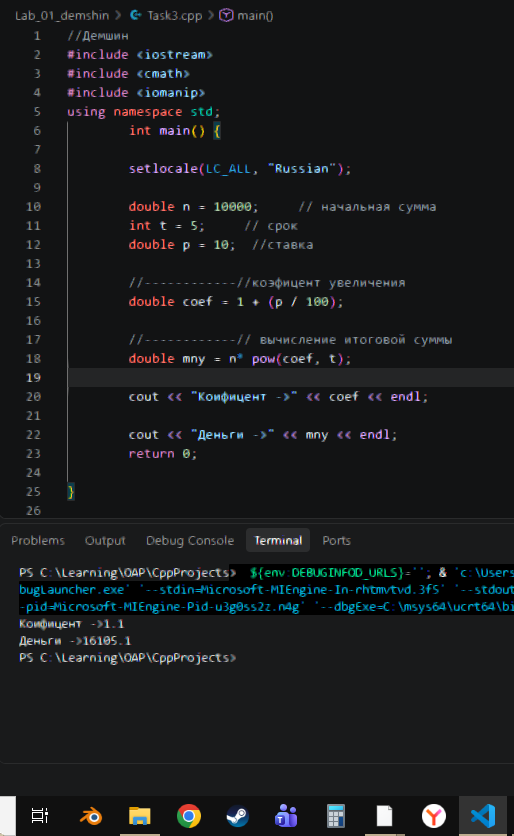 Lab_01_demshin > Task3.cpp > main()
1 //Демшин
2 #include <iostream>
3 #include <cmath>
4 #include <iomanip>
5 using namespace std;
6 int main() {
7
8 setlocale(LC_ALL, "Russian");
9
10 double n = 10000; // начальная сумма
11 int t = 5; // срок
12 double p = 10; //ставка
13
14 //------------//коэфицент увеличения
15 double coef = 1 + (p / 100);
16
17 //------------// вычисление итоговой суммы
18 double mny = n* pow(coef, t);
19
20 cout << "Коифицент ->" << coef << endl;
21
22 cout << "Деньги ->" << mny << endl;
23 return 0;
24
25 }
26
Problems Output Debug Console Terminal Ports
PS C:\Learning\OAP\CppProjects> ${env:DEBUGINFOD_URLS}=''; & 'c:\Users
bugLauncher.exe' '--stdin=Microsoft-MIEngine-In-rhtmvtvd.3f5' '--stdout
-pid=Microsoft-MIEngine-Pid-u3g0ss2z.n4g' '--dbgExe=C:\msys64\ucrt64\bi
Коифицент ->1.1
Деньги ->16105.1
PS C:\Learning\OAP\CppProjects>